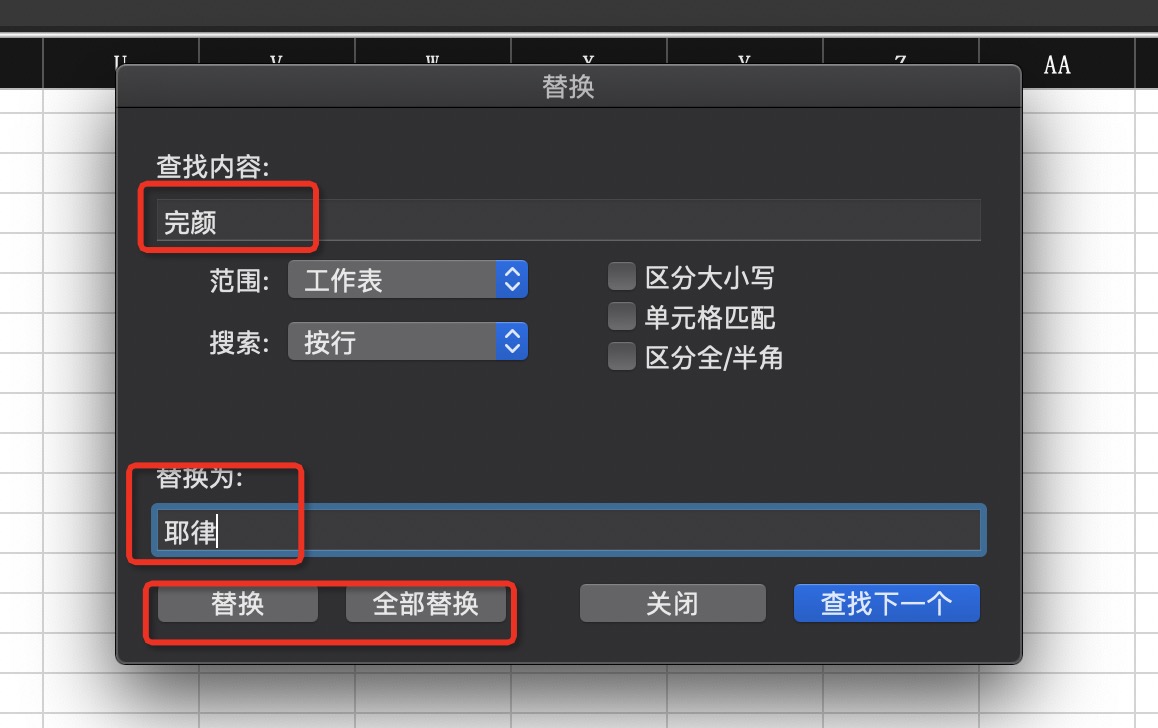 U V W X Y Z AA
替换
查找内容:
完颜
范围: 工作表
搜索: 按行
区分大小写
单元格匹配
区分全/半角
替换为:
耶律
替换 全部替换 关闭 查找下一个